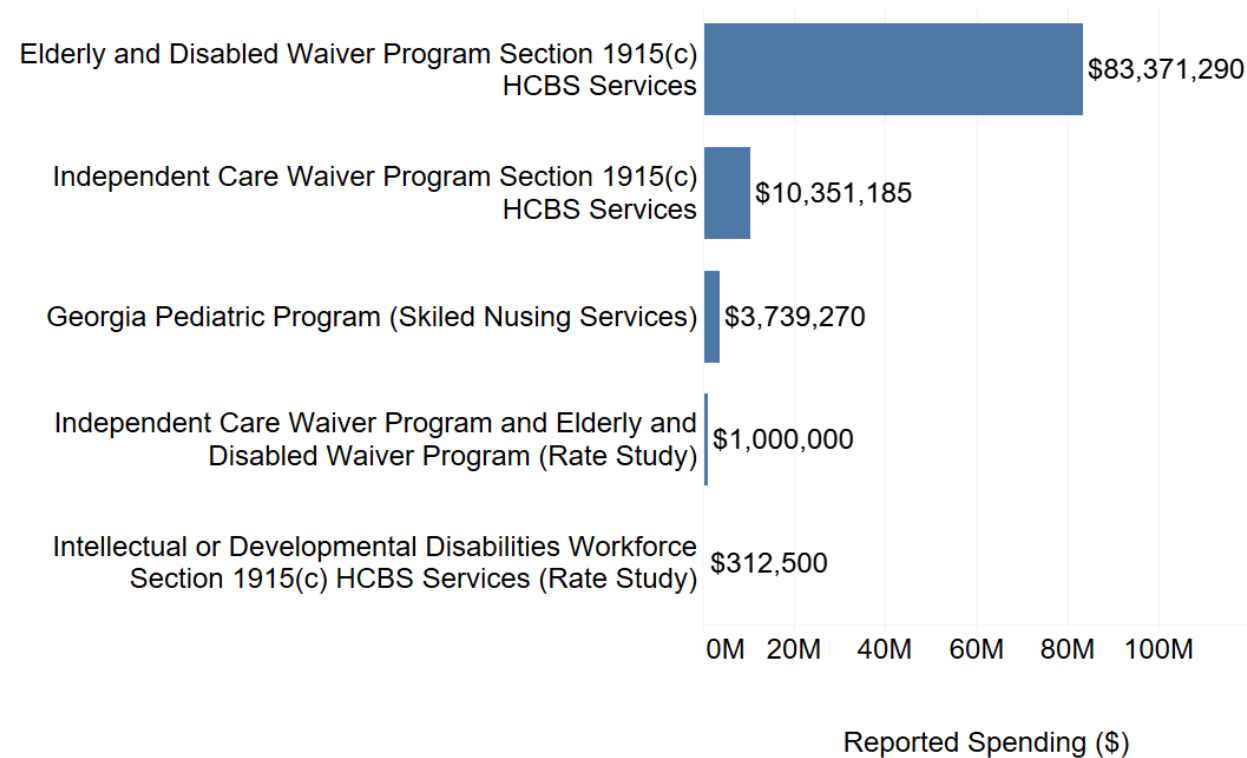 Elderly and Disabled Waiver Program Section 1915(c)
HCBS Services
$83,371,290
Independent Care Waiver Program Section 1915(c)
HCBS Services
$10,351,185
Georgia Pediatric Program (Skiled Nusing Services)
$3,739,270
Independent Care Waiver Program and Elderly and
Disabled Waiver Program (Rate Study)
$1,000,000
Intellectual or Developmental Disabilities Workforce
Section 1915(c) HCBS Services (Rate Study)
$312,500
0M 20M 40M 60M 80M 100M
Reported Spending ($)